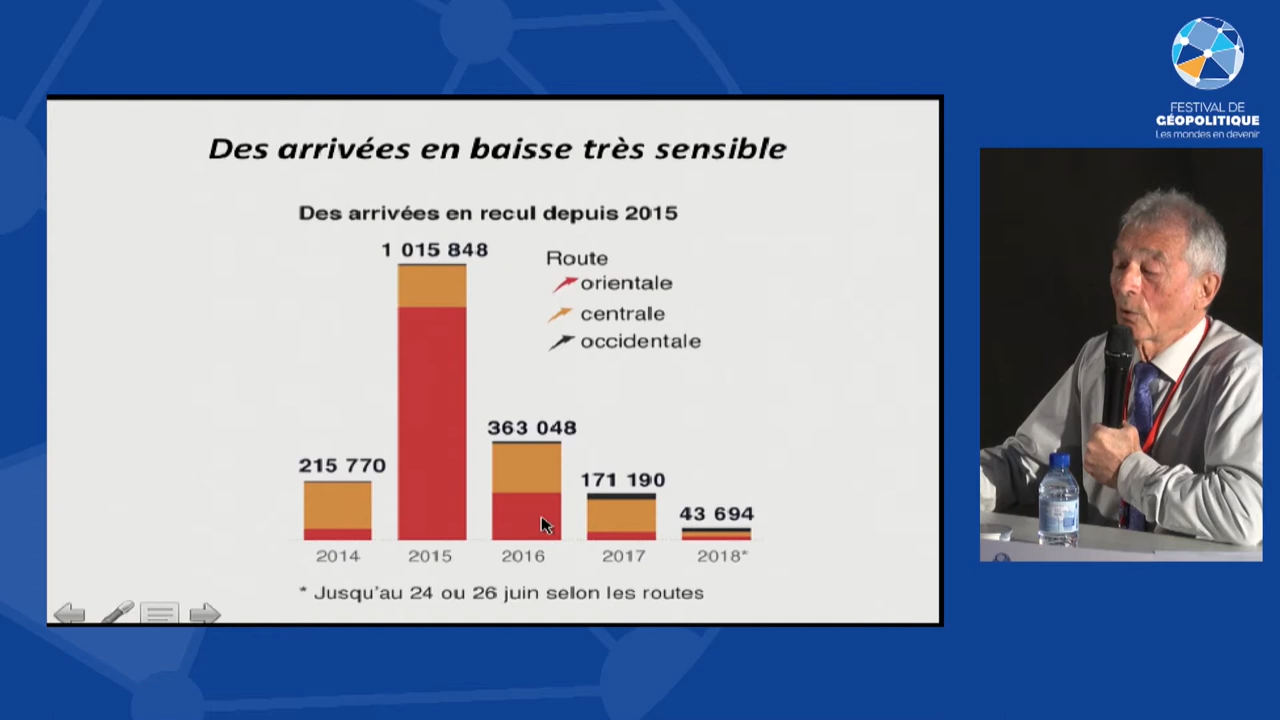 FESTIVAL DE
GÉOPOLITIQUE
Les mondes en devenir
Des arrivées en baisse très sensible
Des arrivées en recul depuis 2015
1 015 848
Route
orientale
centrale
occidentale
363 048
215 770
171 190
43 694
2014 2015 2016 2017 2018*
* Jusqu'au 24 ou 26 juin selon les routes